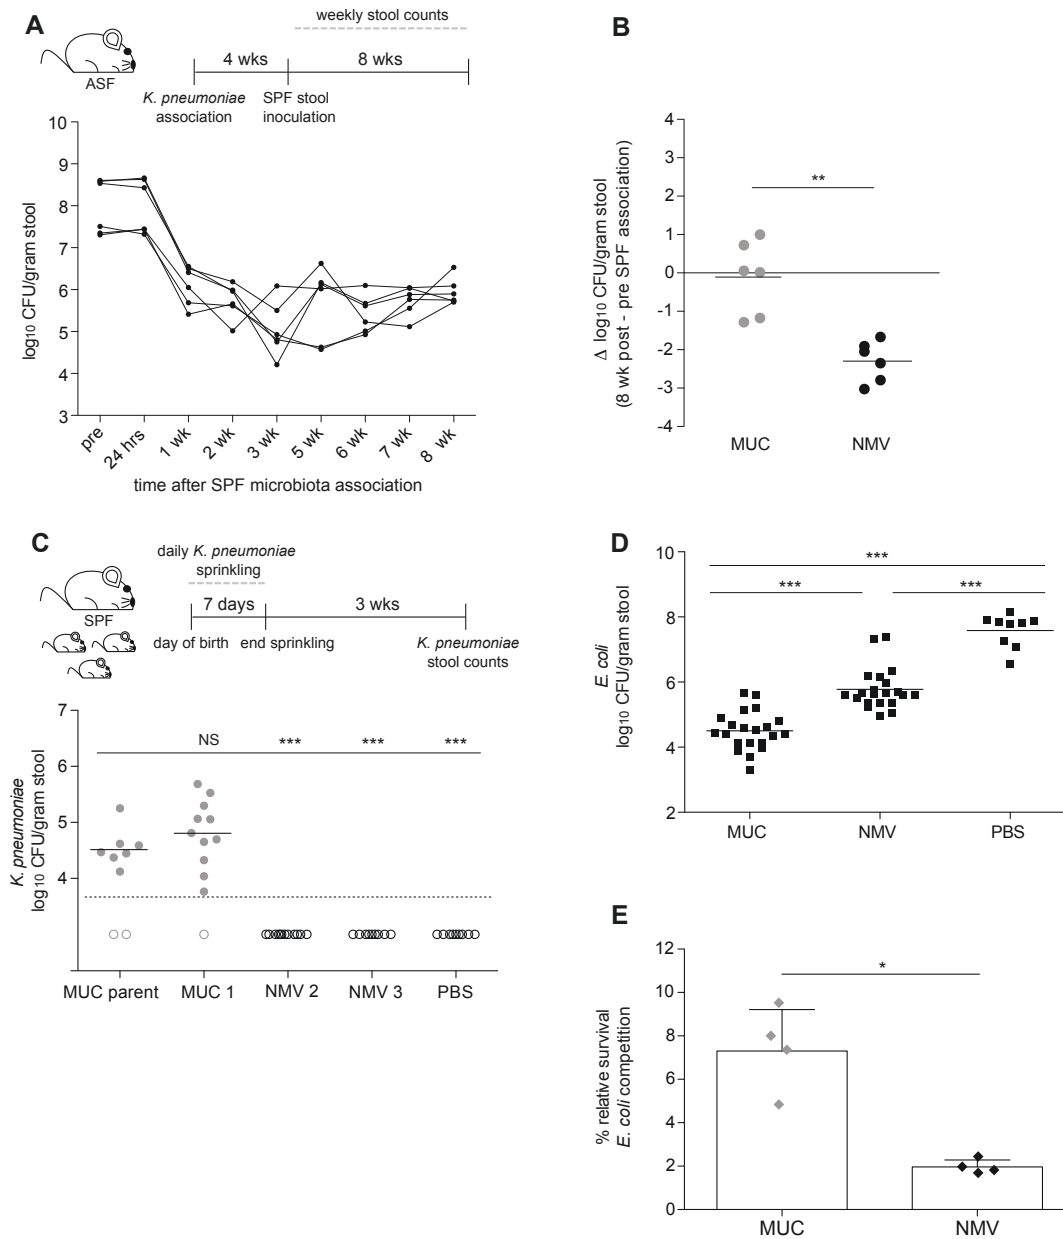 A
weekly stool counts
4 wks
8 wks
ASF
K. pneumoniae
association
SPF stool
inoculation
log10 CFU/gram stool
10
9
8
7
6
5
4
3
pre
24 hrs
1 wk
2 wk
3 wk
5 wk
6 wk
7 wk
8 wk
time after SPF microbiota association
B
Δ log10 CFU/gram stool
(8 wk post - pre SPF association)
4
3
2
1
0
-1
-2
-3
-4
**
MUC
NMV
C
daily K. pneumoniae
sprinkling
7 days
3 wks
SPF
day of birth
end sprinkling
K. pneumoniae
stool counts
K. pneumoniae
log10 CFU/gram stool
7
6
5
4
NS
***
***
***
MUC parent
MUC 1
NMV 2
NMV 3
PBS
D
E. coli
log10 CFU/gram stool
10
8
6
4
2
***
***
***
MUC
NMV
PBS
E
% relative survival
E. coli competition
12
10
8
6
4
2
0
*
MUC
NMV